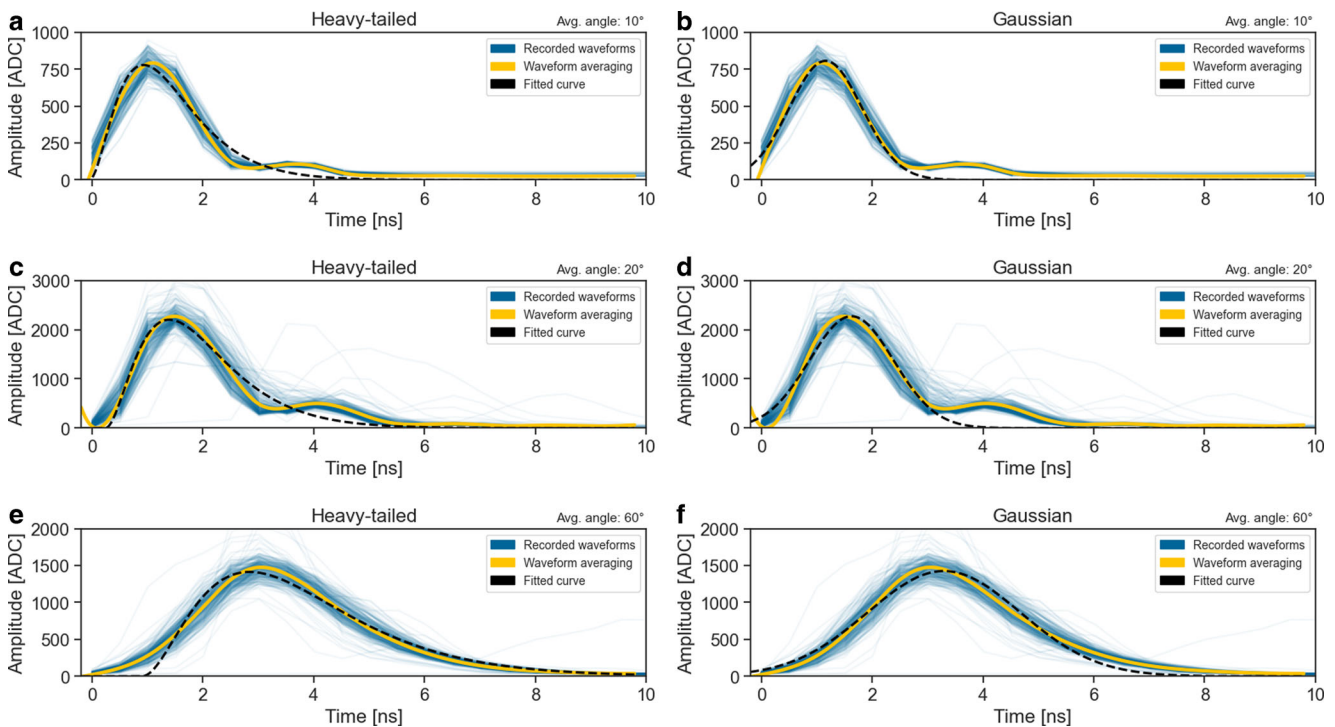 a
Heavy-tailed
Avg. angle: 10°
Amplitude [ADC]
1000
750
500
250
0
Recorded waveforms
Waveform averaging
Fitted curve
0 2 4 6 8 10
Time [ns]
b
Gaussian
Avg. angle: 10°
Amplitude [ADC]
1000
750
500
250
0
Recorded waveforms
Waveform averaging
Fitted curve
0 2 4 6 8 10
Time [ns]
c
Heavy-tailed
Avg. angle: 20°
Amplitude [ADC]
3000
2000
1000
0
Recorded waveforms
Waveform averaging
Fitted curve
0 2 4 6 8 10
Time [ns]
d
Gaussian
Avg. angle: 20°
Amplitude [ADC]
3000
2000
1000
0
Recorded waveforms
Waveform averaging
Fitted curve
0 2 4 6 8 10
Time [ns]
e
Heavy-tailed
Avg. angle: 60°
Amplitude [ADC]
2000
1500
1000
500
0
Recorded waveforms
Waveform averaging
Fitted curve
0 2 4 6 8 10
Time [ns]
f
Gaussian
Avg. angle: 60°
Amplitude [ADC]
2000
1500
1000
500
0
Recorded waveforms
Waveform averaging
Fitted curve
0 2 4 6 8 10
Time [ns]